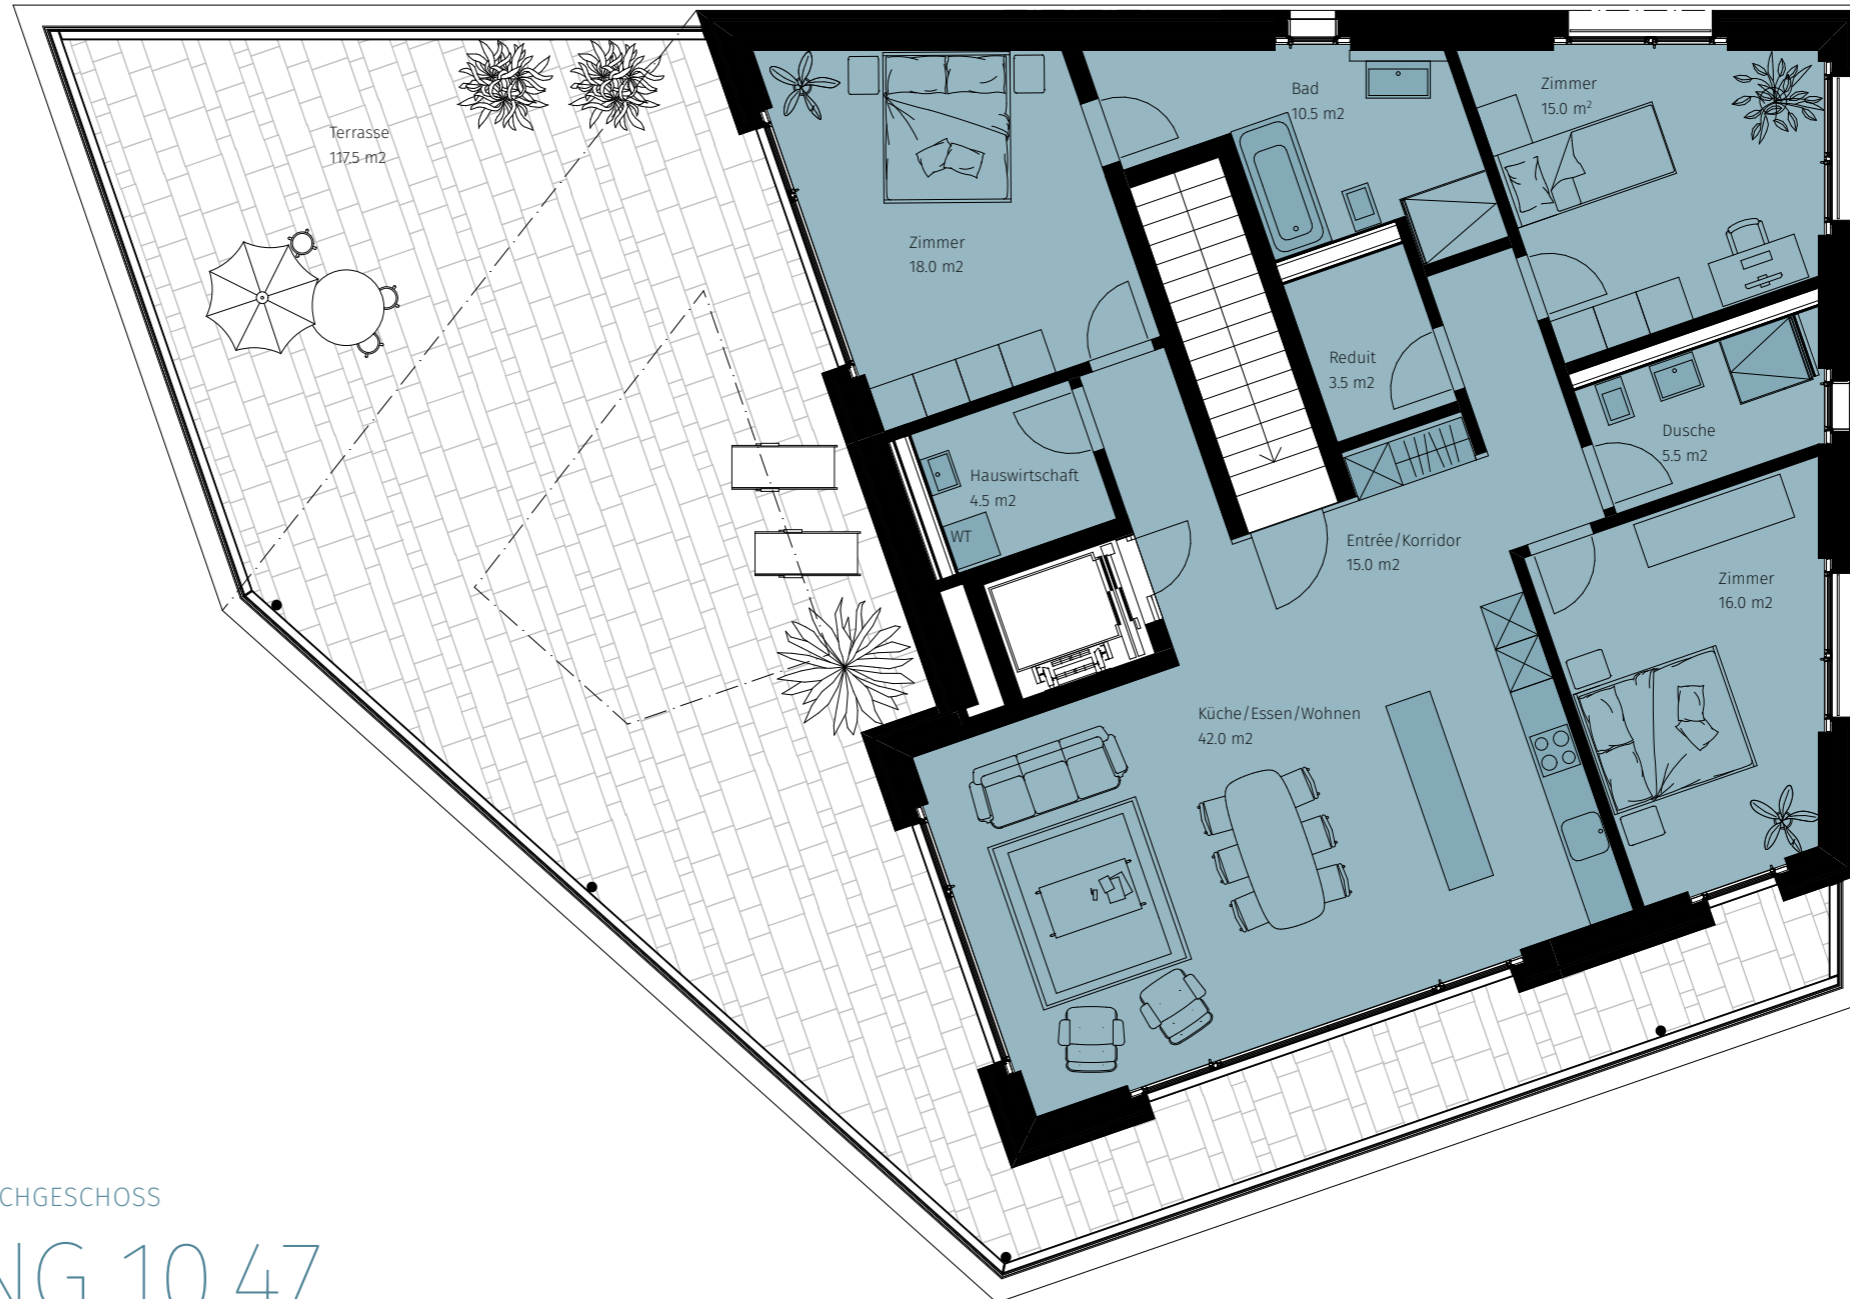 Terrasse
117.5 m2
Zimmer
18.0 m2
Bad
10.5 m2
Zimmer
15.0 m²
Reduit
3.5 m2
Dusche
5.5 m2
Hauswirtschaft
4.5 m2
WT
Entrée/Korridor
15.0 m2
Zimmer
16.0 m2
Küche/Essen/Wohnen
42.0 m2
CHGESCHOSS
NG 10.47